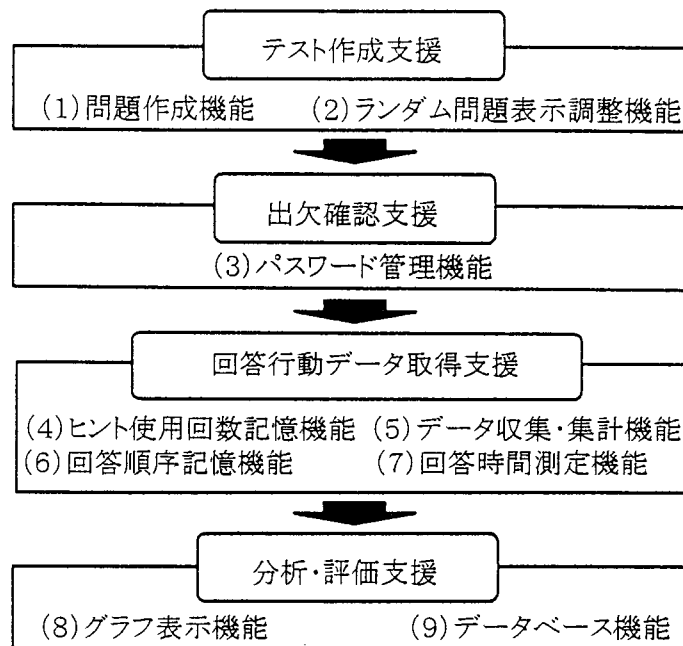 テスト作成支援
(1)問題作成機能 (2)ランダム問題表示調整機能
出欠確認支援
(3)パスワード管理機能
回答行動データ取得支援
(4)ヒント使用回数記憶機能 (5)データ収集・集計機能
(6)回答順序記憶機能 (7)回答時間測定機能
分析・評価支援
(8)グラフ表示機能 (9)データベース機能